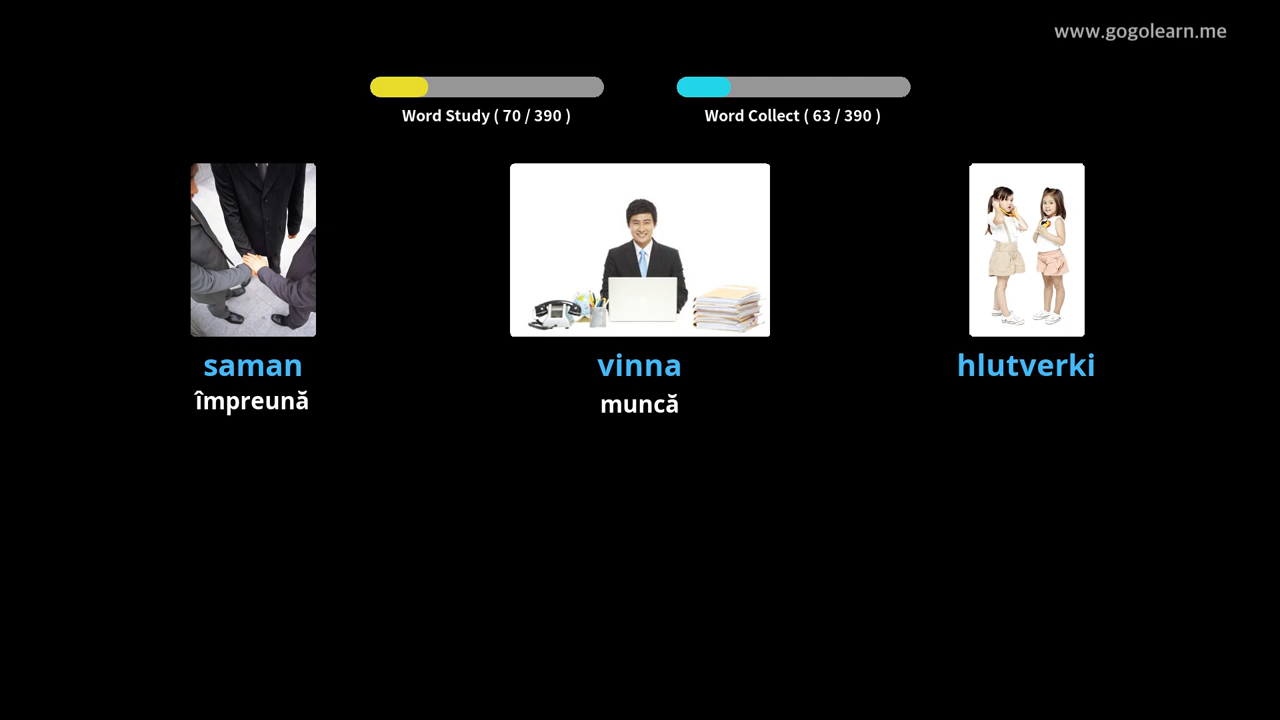 www.gogolearn.me
Word Study ( 70 / 390 )
Word Collect ( 63 / 390 )
saman
împreună
vinna
muncă
hlutverki